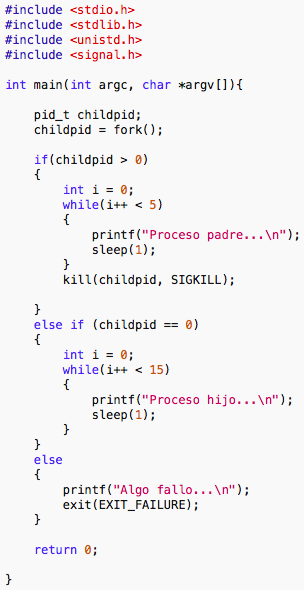 #include <stdio.h>
#include <stdlib.h>
#include <unistd.h>
#include <signal.h>

int main(int argc, char *argv[]){

    pid_t childpid;
    childpid = fork();

    if(childpid > 0)
    {
        int i = 0;
        while(i++ < 5)
        {
            printf("Proceso padre...\n");
            sleep(1);
        }
        kill(childpid, SIGKILL);

    }
    else if (childpid == 0)
    {
        int i = 0;
        while(i++ < 15)
        {
            printf("Proceso hijo...\n");
            sleep(1);
        }
    }
    else
    {
        printf("Algo fallo...\n");
        exit(EXIT_FAILURE);
    }

    return 0;

}